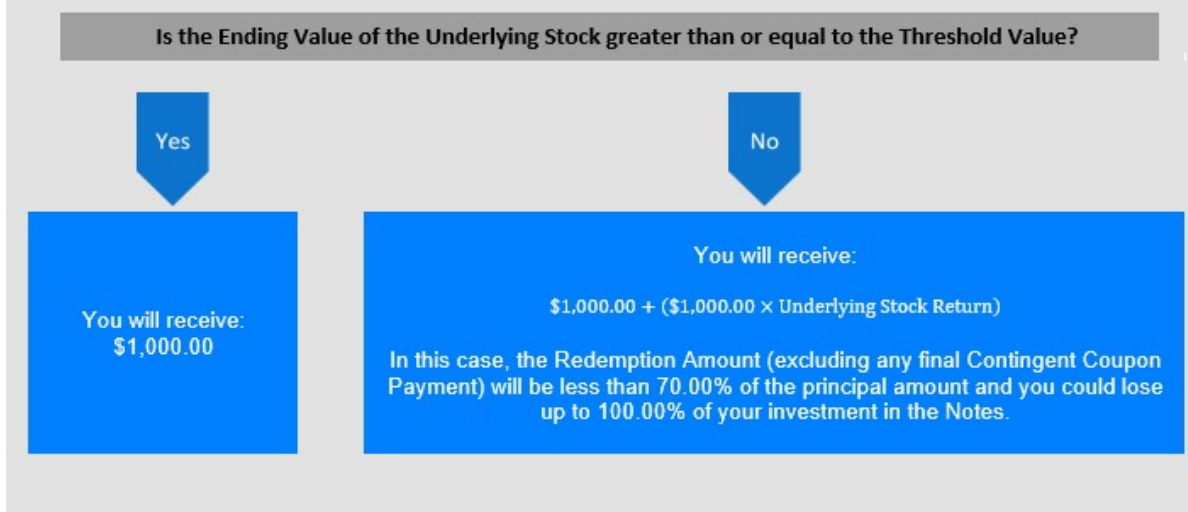 Is the Ending Value of the Underlying Stock greater than or equal to the Threshold Value?
Yes
No
You will receive:
$1,000.00
You will receive:
$1,000.00 + ($1,000.00 × Underlying Stock Return)
In this case, the Redemption Amount (excluding any final Contingent Coupon
Payment) will be less than 70.00% of the principal amount and you could lose
up to 100.00% of your investment in the Notes.